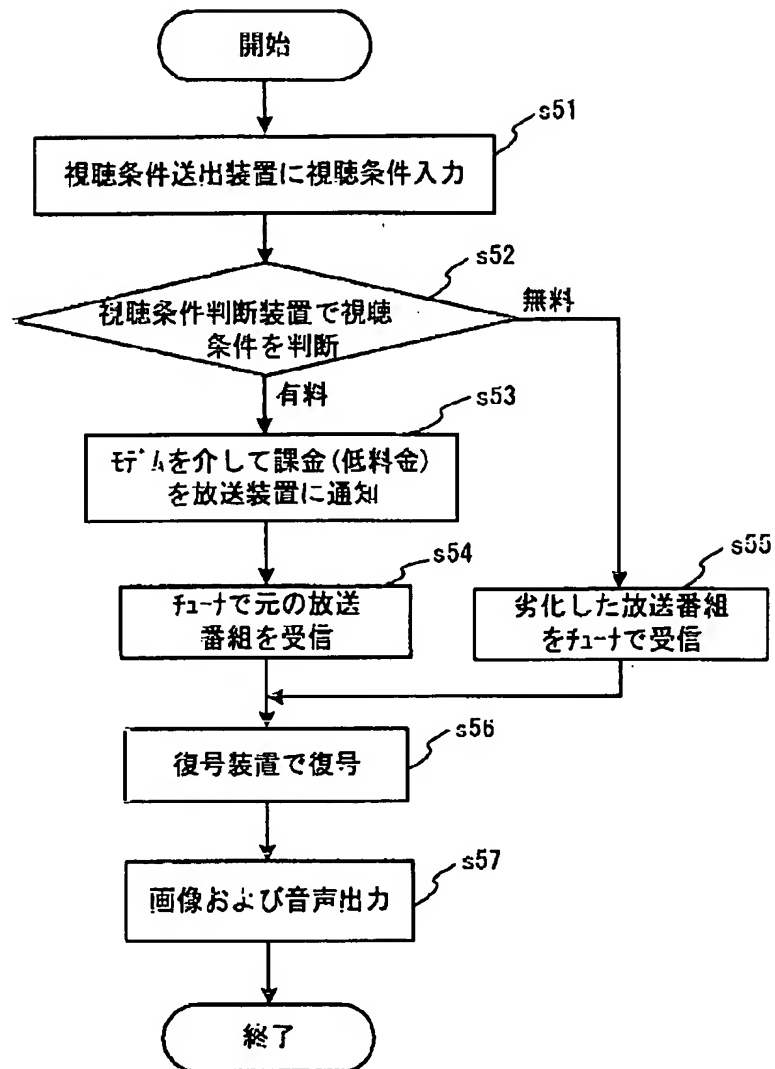 開始
s51
視聴条件送出装置に視聴条件入力
s52
視聴条件判断装置で視聴
条件を判断
無料
有料
s53
ﾓﾃﾞﾑを介して課金(低料金)
を放送装置に通知
s54
ﾁｭｰﾅで元の放送
番組を受信
s55
劣化した放送番組
をﾁｭｰﾅで受信
s56
復号装置で復号
s57
画像および音声出力
終了